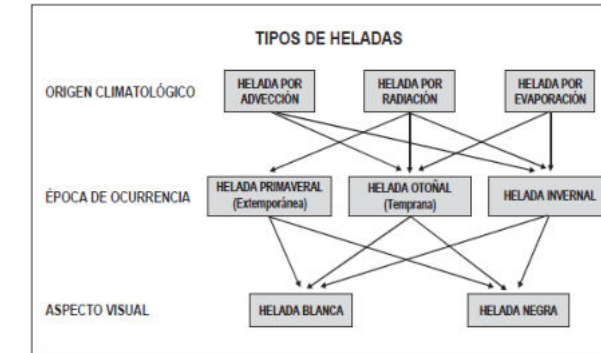 TIPOS DE HELADAS
ORIGEN CLIMATOLÓGICO
HELADA POR
ADVECCIÓN
HELADA POR
RADIACIÓN
HELADA POR
EVAPORACIÓN
ÉPOCA DE OCURRENCIA
HELADA PRIMAVERAL
(Extemporánea)
HELADA OTOÑAL
(Temprana)
HELADA INVERNAL
ASPECTO VISUAL
HELADA BLANCA
HELADA NEGRA